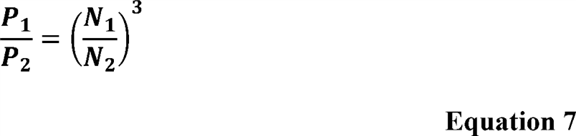 P₁/P₂ = (N₁/N₂)³
Equation 7